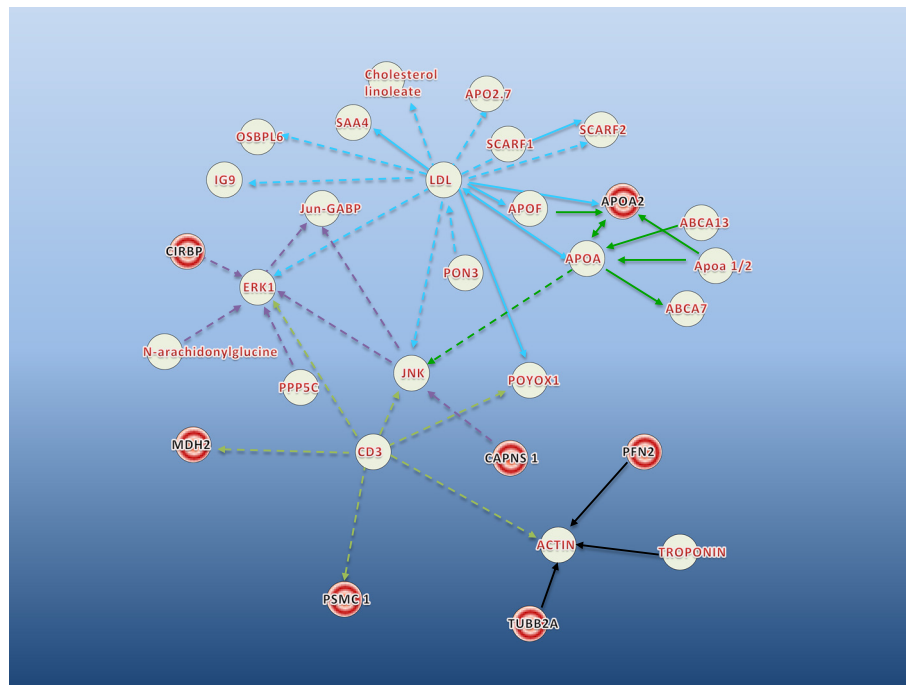 Cholesterol
linoleate
APO2.7
SAA4
SCARF2
OSBPL6
SCARF1
IG9
LDL
Jun-GABP
APOF
APOA2
ABCA13
CIRBP
APOA
Apoa 1/2
PON3
ERK1
ABCA7
N-arachidonylglucine
JNK
POYOX1
PPP5C
MDH2
CD3
CAPNS 1
PFN2
ACTIN
TROPONIN
PSMC 1
TUBB2A